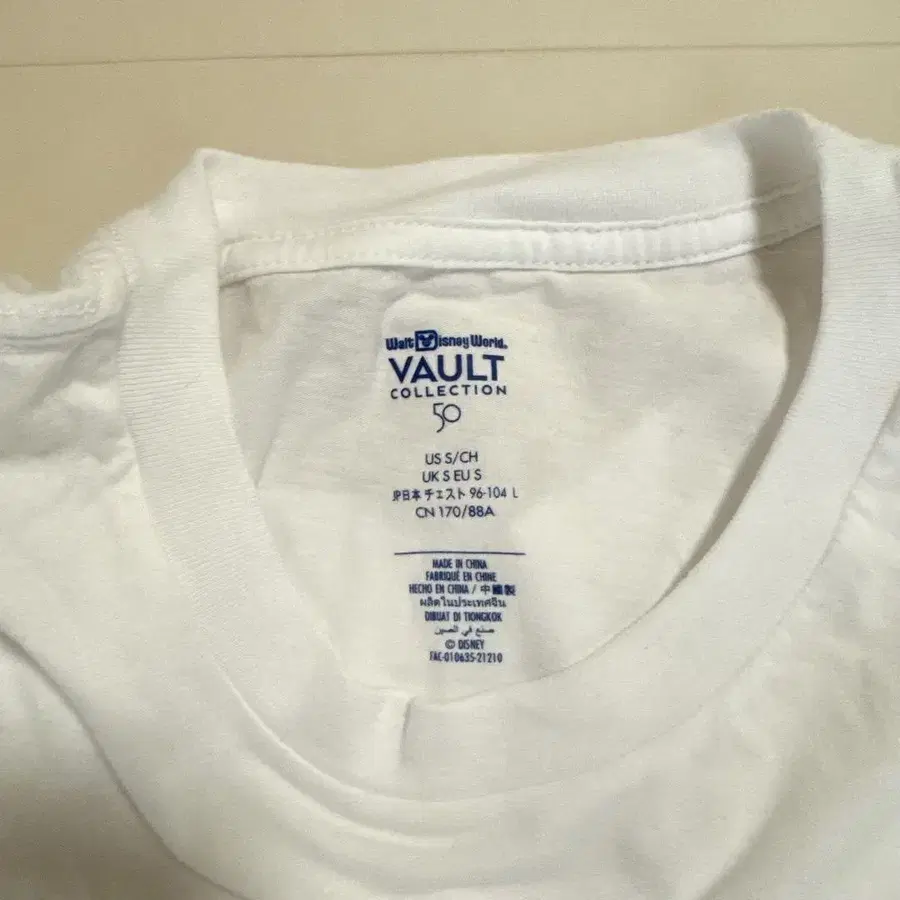 Walt Disney World.
VAULT
COLLECTION
50
US S/CH
UK S EU S
JP日本 チェスト 96-104 L
CN 170/88A
MADE IN CHINA
FABRIQUÉ EN CHINE
HECHO EN CHINA / 中國製
ผลิตในประเทศจีน
DIBUAT DI TIONGKOK
صنع في الصين
© DISNEY
FAC-010635-21210